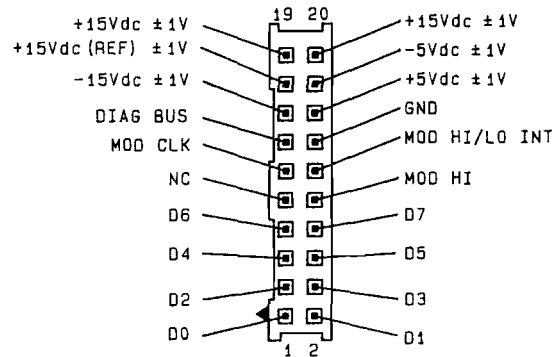 19 20
+15Vdc ±1V +15Vdc ±1V
+15Vdc (REF) ±1V -5Vdc ±1V
-15Vdc ±1V +5Vdc ±1V
DIAG BUS GND
MOD CLK MOD HI/LO INT
NC MOD HI
D6 D7
D4 D5
D2 D3
D0 D1
1 2